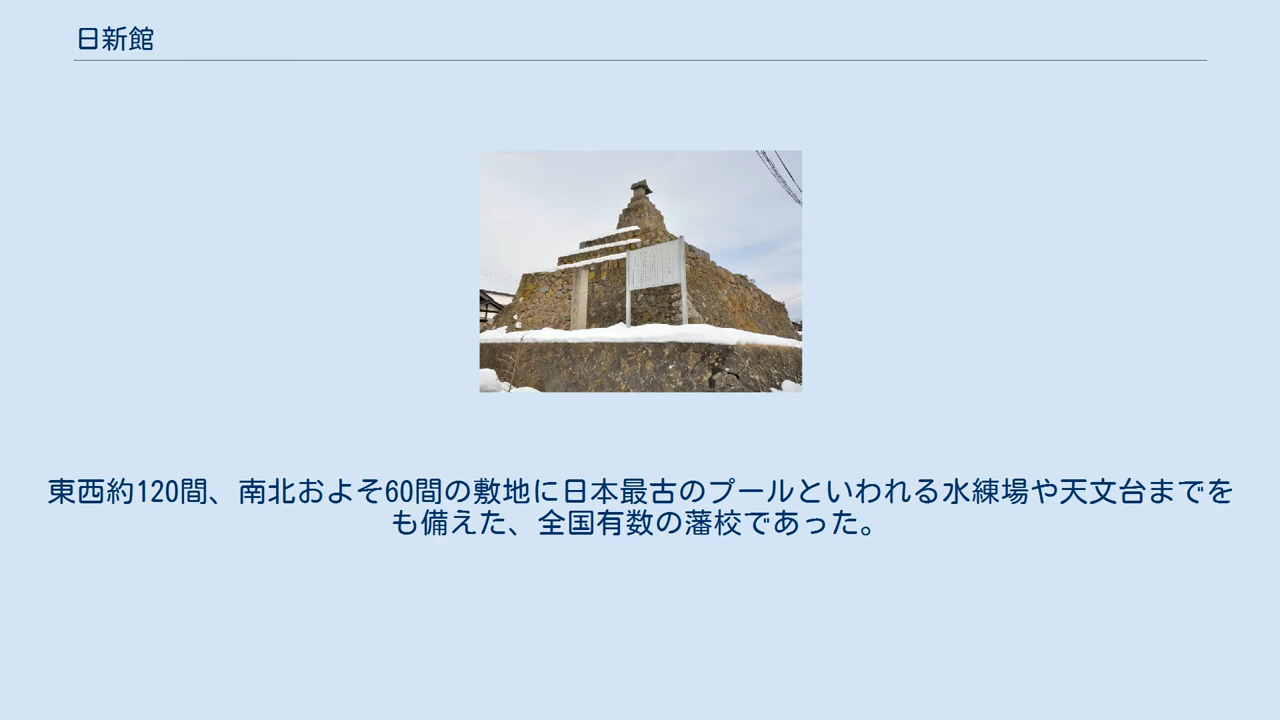 日新館
東西約120間、南北およそ60間の敷地に日本最古のプールといわれる水練場や天文台までを
も備えた、全国有数の藩校であった。